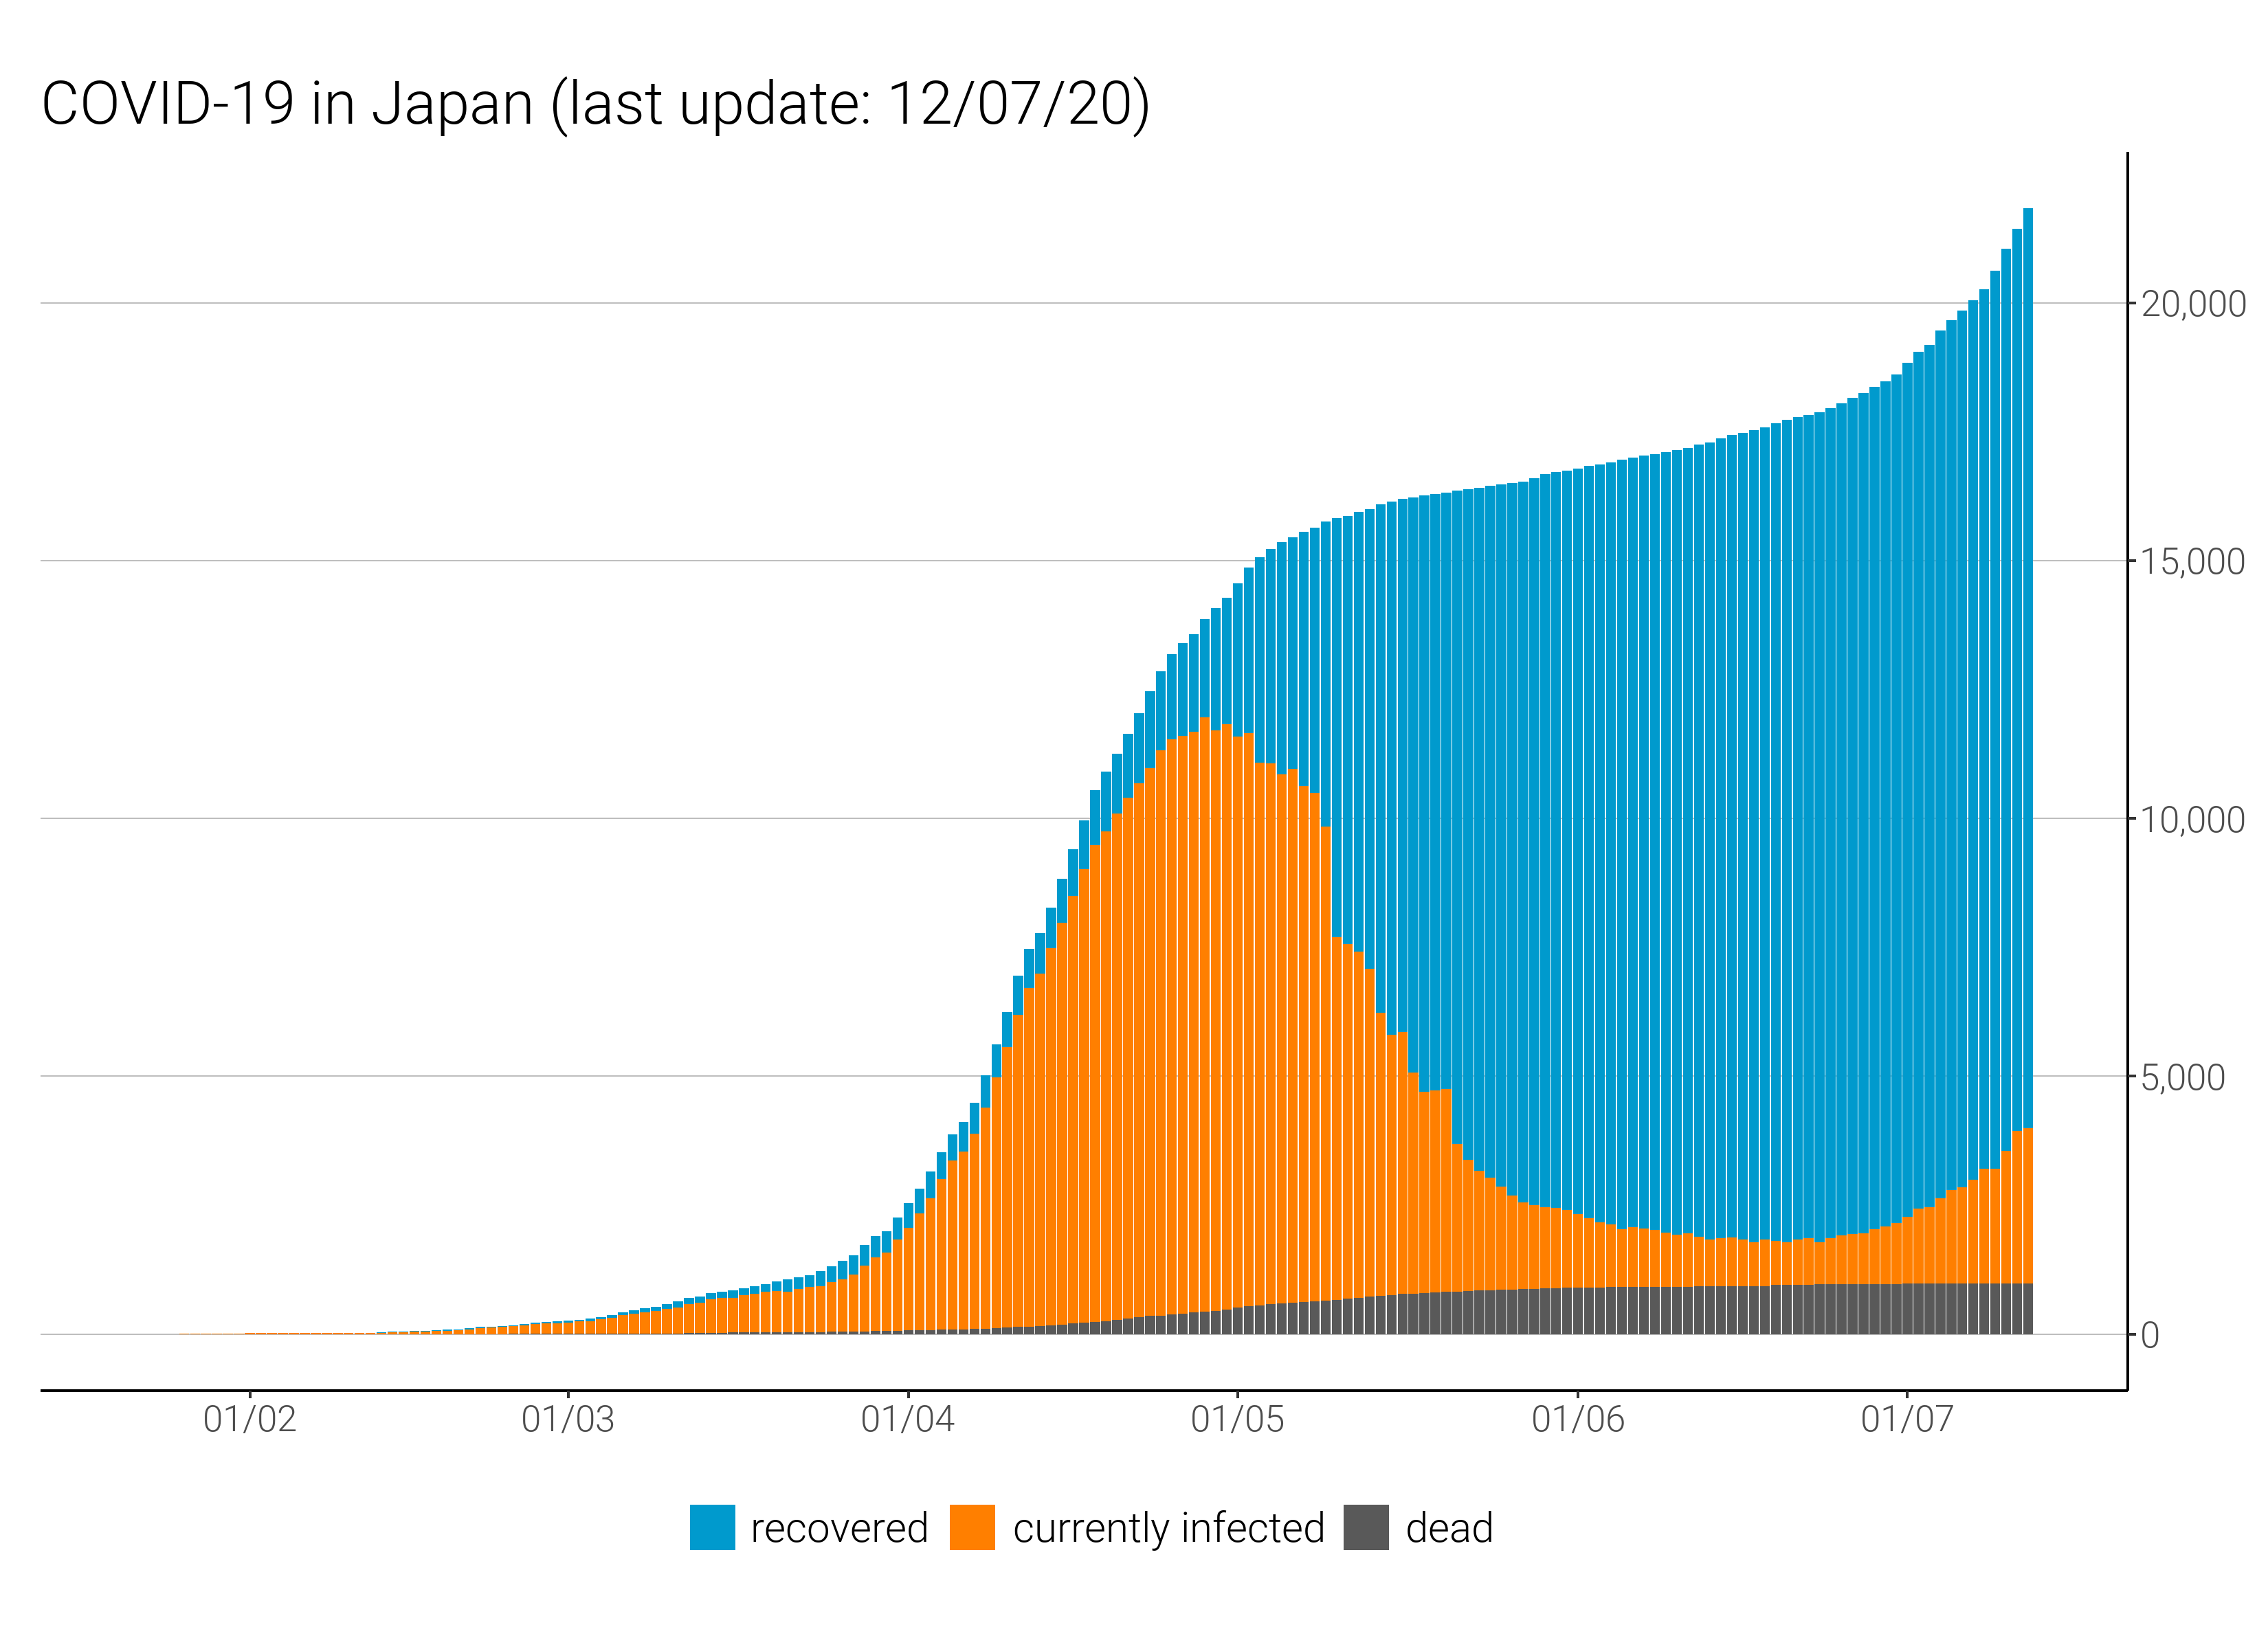 COVID-19 in Japan (last update: 12/07/20)
20,000
15,000
10,000
5,000
0
01/02 01/03 01/04 01/05 01/06 01/07
recovered currently infected dead